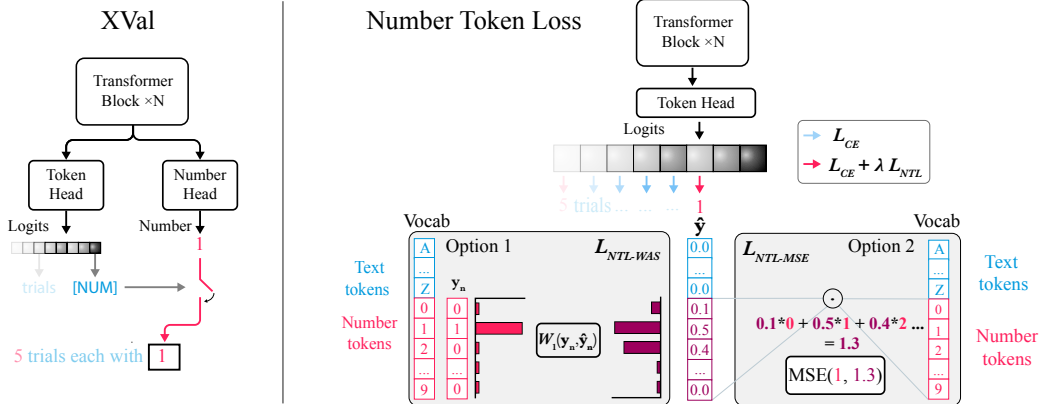 XVal
Transformer
Block ×N
Token
Head
Number
Head
Logits
Number
1
trials
[NUM]
5 trials each with 1
Number Token Loss
Transformer
Block ×N
Token Head
Logits
L_CE
L_CE + λ L_NTL
5 trials ... ... ... 1
ŷ
Vocab
Option 1
L_NTL-WAS
Text
tokens
Number
tokens
A
...
Z
0
1
2
...
9
y_n
0
1
0
...
0
W_1(y_n,ŷ_n)
0.0
...
0.0
0.1
0.5
0.4
...
0.0
Vocab
L_NTL-MSE
Option 2
0.1*0 + 0.5*1 + 0.4*2 ...
= 1.3
MSE(1, 1.3)
A
...
Z
0
1
2
...
9
Text
tokens
Number
tokens